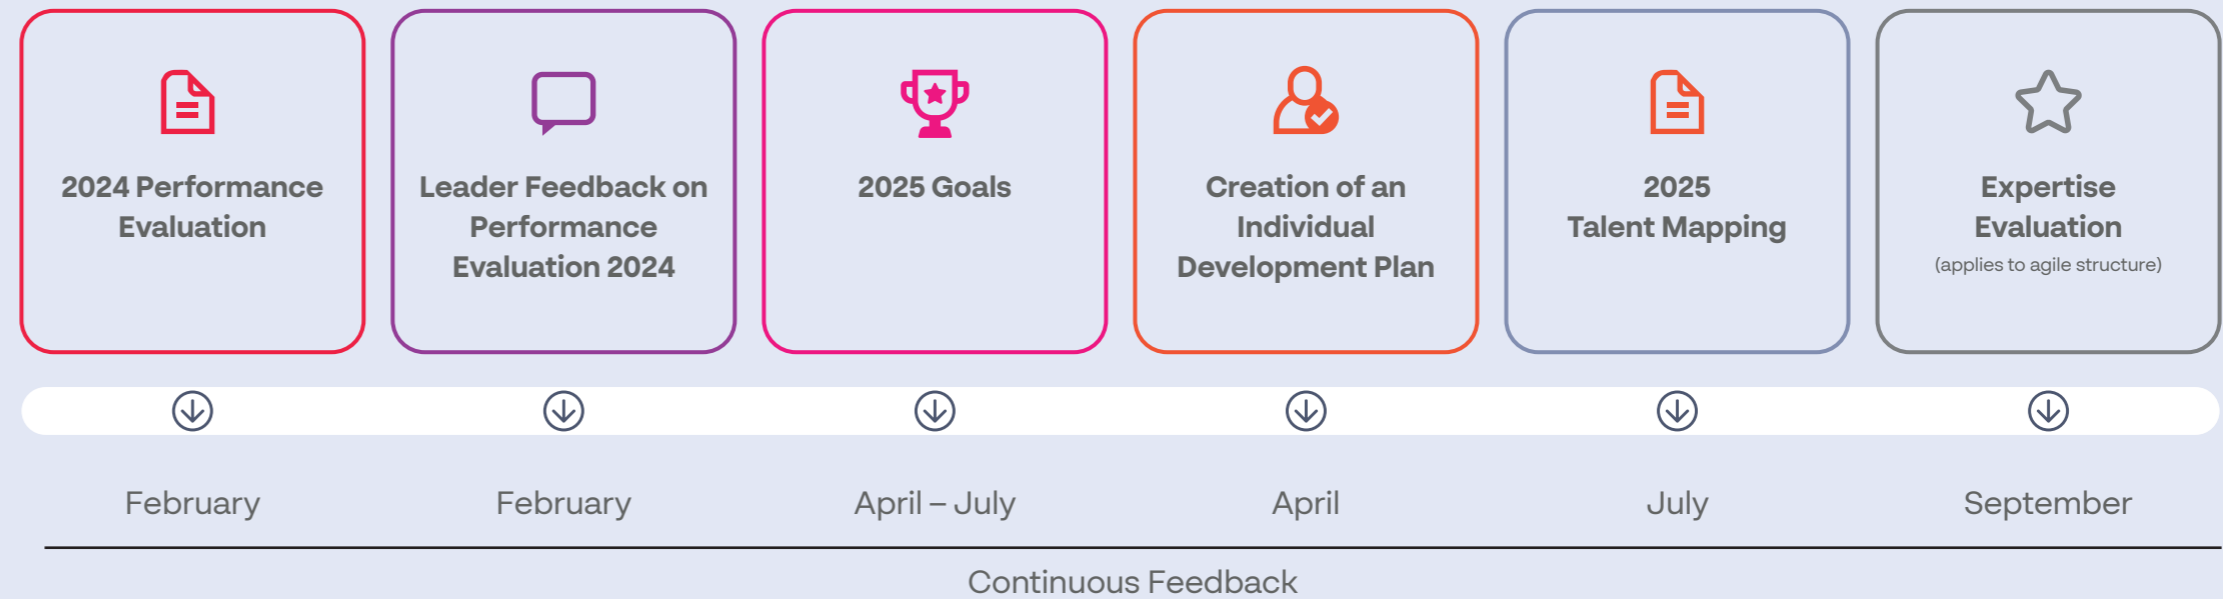 2024 Performance
Evaluation
Leader Feedback on
Performance
Evaluation 2024
2025 Goals
Creation of an
Individual
Development Plan
2025
Talent Mapping
Expertise
Evaluation
(applies to agile structure)
February
February
April – July
April
July
September
Continuous Feedback